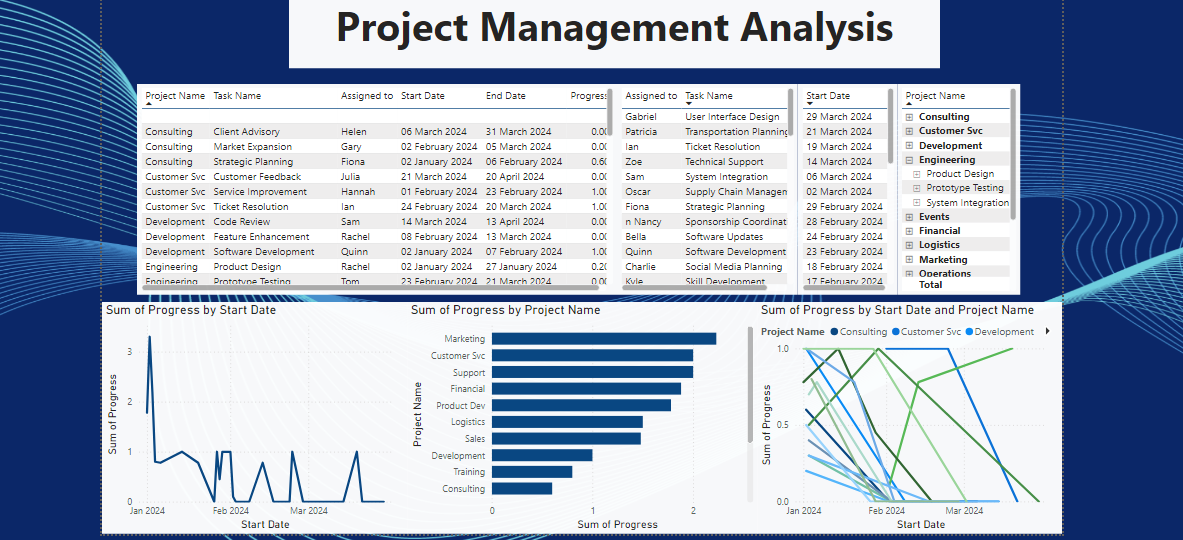 Project Management Analysis
Project Name Task Name Assigned to Start Date End Date Progress
Consulting Client Advisory Helen 06 March 2024 31 March 2024 0.00
Consulting Market Expansion Gary 02 February 2024 05 March 2024 0.00
Consulting Strategic Planning Fiona 02 January 2024 06 February 2024 0.60
Customer Svc Customer Feedback Julia 21 March 2024 20 April 2024 0.00
Customer Svc Service Improvement Hannah 01 February 2024 23 February 2024 1.00
Customer Svc Ticket Resolution Ian 24 February 2024 20 March 2024 1.00
Development Code Review Sam 14 March 2024 13 April 2024 0.00
Development Feature Enhancement Rachel 08 February 2024 13 March 2024 0.00
Development Software Development Quinn 02 January 2024 07 February 2024 1.00
Engineering Product Design Rachel 02 January 2024 27 January 2024 0.20
Engineering Prototype Testing Tom 23 February 2024 21 March 2024 0.00
Assigned to Task Name
Gabriel User Interface Design
Patricia Transportation Planning
Ian Ticket Resolution
Zoe Technical Support
Sam System Integration
Oscar Supply Chain Managen
Fiona Strategic Planning
n Nancy Sponsorship Coordinat
Bella Software Updates
Quinn Software Development
Charlie Social Media Planning
Kyle Skill Development
Start Date
29 March 2024
21 March 2024
19 March 2024
14 March 2024
06 March 2024
02 March 2024
29 February 2024
28 February 2024
24 February 2024
23 February 2024
18 February 2024
17 February 2024
Project Name
Consulting
Customer Svc
Development
Engineering
Product Design
Prototype Testing
System Integration
Events
Financial
Logistics
Marketing
Operations
Total
Sum of Progress by Start Date
Sum of Progress
3
2
1
0
Jan 2024 Feb 2024 Mar 2024
Start Date
Sum of Progress by Project Name
Project Name
Marketing
Customer Svc
Support
Financial
Product Dev
Logistics
Sales
Development
Training
Consulting
0 1 2
Sum of Progress
Sum of Progress by Start Date and Project Name
Project Name Consulting Customer Svc Development
Sum of Progress
1.0
0.5
0.0
Jan 2024 Feb 2024 Mar 2024
Start Date